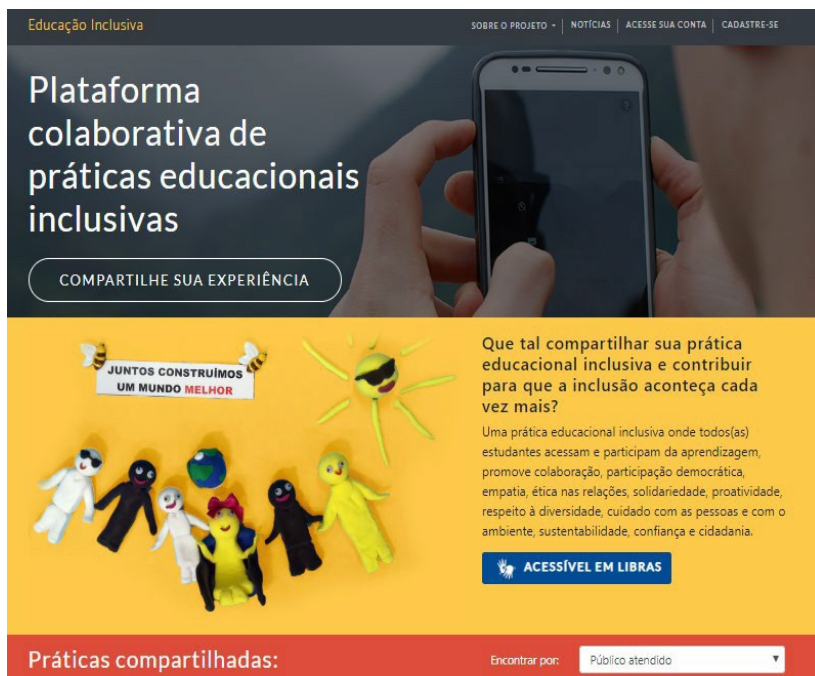 Educação Inclusiva
SOBRE O PROJETO
NOTÍCIAS
ACESSE SUA CONTA
CADASTRE-SE
Plataforma
colaborativa de
práticas educacionais
inclusivas
COMPARTILHE SUA EXPERIÊNCIA
JUNTOS CONSTRUÍMOS
UM MUNDO MELHOR
Que tal compartilhar sua prática
educacional inclusiva e contribuir
para que a inclusão aconteça cada
vez mais?
Uma prática educacional inclusiva onde todos(as)
estudantes acessam e participam da aprendizagem,
promove colaboração, participação democrática,
empatia, ética nas relações, solidariedade, proatividade,
respeito à diversidade, cuidado com as pessoas e com o
ambiente, sustentabilidade, confiança e cidadania.
ACESSÍVEL EM LIBRAS
Práticas compartilhadas:
Encontrar por:
Público atendido